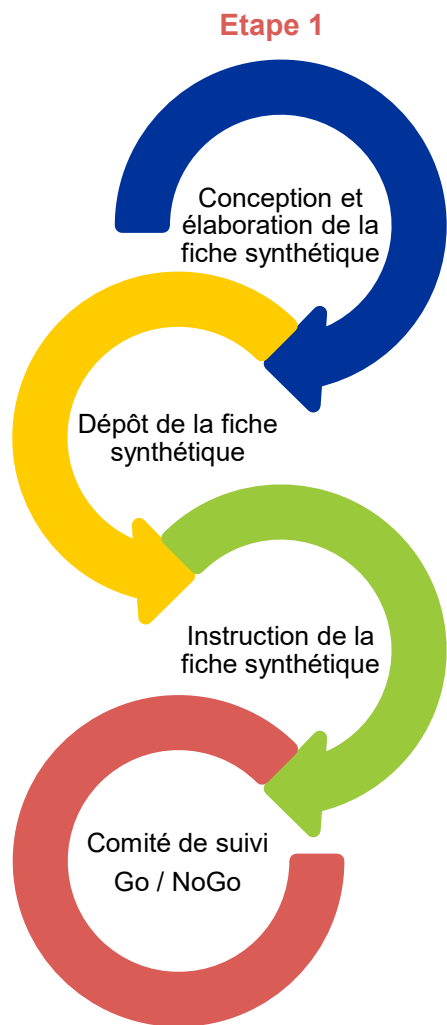 Etape 1
Conception et
élaboration de la
fiche synthétique
Dépôt de la fiche
synthétique
Instruction de la
fiche synthétique
Comité de suivi
Go / NoGo